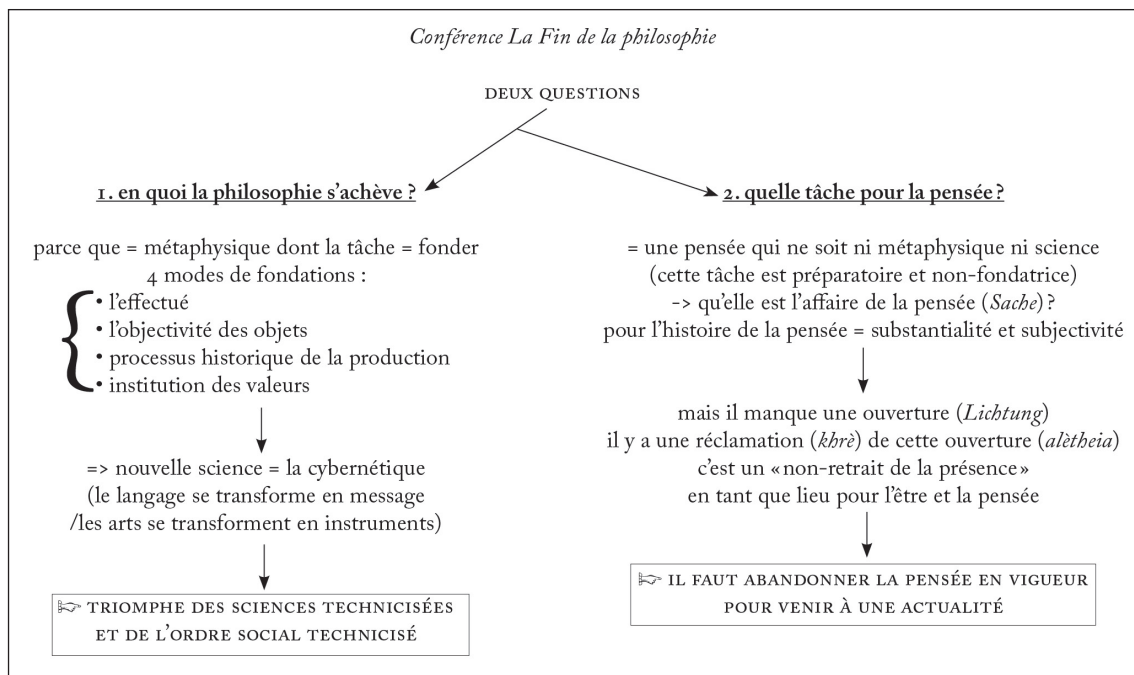 Conférence La Fin de la philosophie
DEUX QUESTIONS
1. en quoi la philosophie s’achève ?
parce que = métaphysique dont la tâche = fonder
4 modes de fondations :
• l’effectué
• l’objectivité des objets
• processus historique de la production
• institution des valeurs
=> nouvelle science = la cybernétique
(le langage se transforme en message
/les arts se transforment en instruments)
☞ TRIOMPHE DES SCIENCES TECHNICISÉES
ET DE L’ORDRE SOCIAL TECHNICISÉ
2. quelle tâche pour la pensée ?
= une pensée qui ne soit ni métaphysique ni science
(cette tâche est préparatoire et non-fondatrice)
-> qu’elle est l’affaire de la pensée (Sache) ?
pour l’histoire de la pensée = substantialité et subjectivité
mais il manque une ouverture (Lichtung)
il y a une réclamation (khrè) de cette ouverture (alètheia)
c’est un «non-retrait de la présence»
en tant que lieu pour l’être et la pensée
☞ IL FAUT ABANDONNER LA PENSÉE EN VIGUEUR
POUR VENIR À UNE ACTUALITÉ